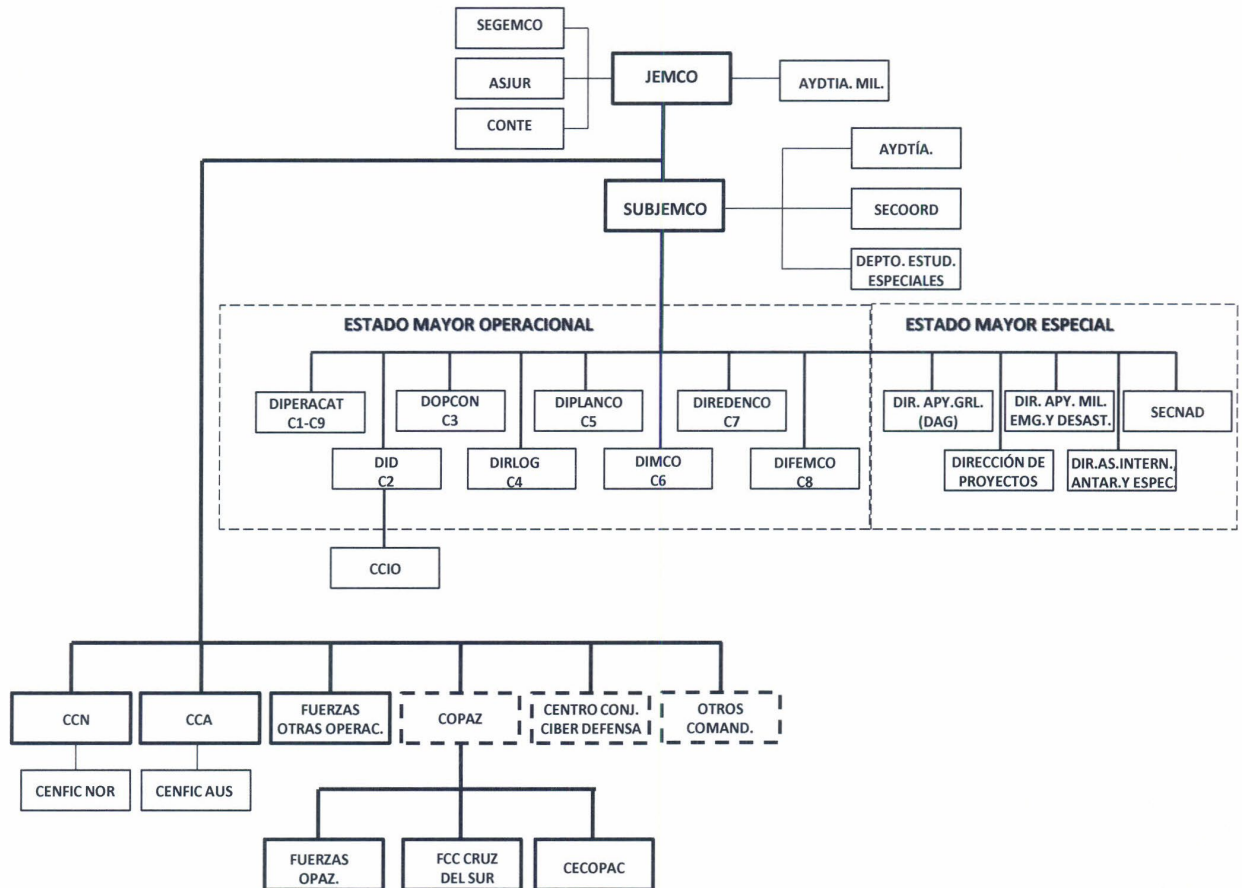 SEGEMCO
ASJUR
CONTE
JEMCO
AYDTIA. MIL.
AYDTÍA.
SUBJEMCO
SECOORD
DEPTO. ESTUD.
ESPECIALES
ESTADO MAYOR OPERACIONAL
ESTADO MAYOR ESPECIAL
DIPERACAT
C1-C9
DOPCON
C3
DIPLANCO
C5
DIREDENCO
C7
DID
C2
DIRLOG
C4
DIMCO
C6
DIFEMCO
C8
DIR. APY.GRL.
(DAG)
DIR. APY. MIL.
EMG.Y DESAST.
SECNAD
DIRECCIÓN DE
PROYECTOS
DIR.AS.INTERN.,
ANTAR.Y ESPEC.
CCIO
CCN
CCA
FUERZAS
OTRAS OPERAC.
COPAZ
CENTRO CONJ.
CIBER DEFENSA
OTROS
COMAND.
CENFIC NOR
CENFIC AUS
FUERZAS
OPAZ.
FCC CRUZ
DEL SUR
CECOPAC